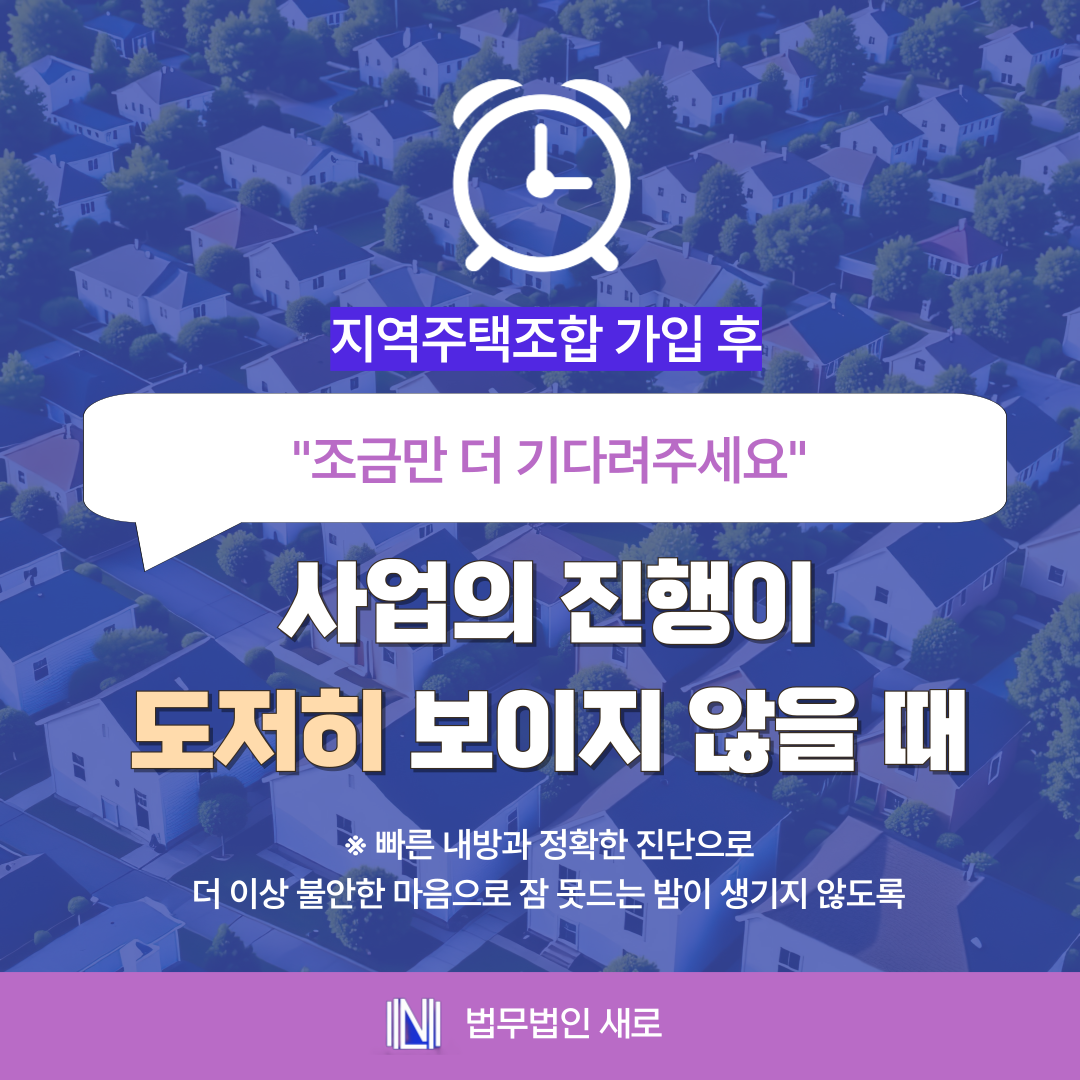 지역주택조합 가입 후
"조금만 더 기다려주세요"
사업의 진행이
도저히 보이지 않을 때
※ 빠른 내방과 정확한 진단으로
더 이상 불안한 마음으로 잠 못드는 밤이 생기지 않도록
법무법인 새로